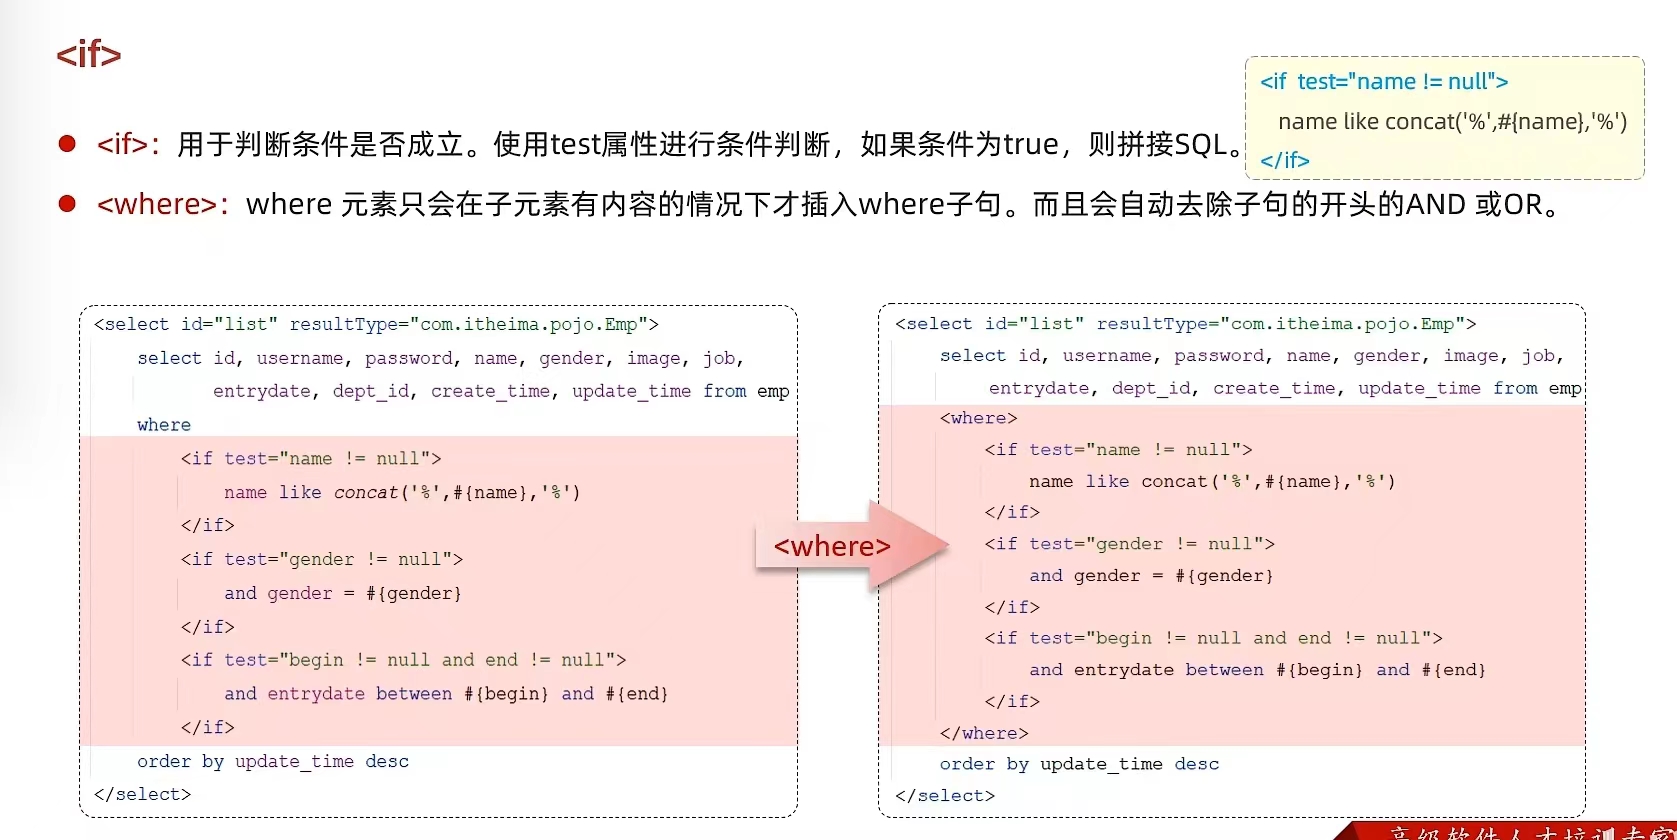 <if>
<if test="name != null">
name like concat('%',#{name},'%')
</if>
<if>：用于判断条件是否成立。使用test属性进行条件判断，如果条件为true，则拼接SQL。
<where>：where 元素只会在子元素有内容的情况下才插入where子句。而且会自动去除子句的开头的AND 或OR。
<select id="list" resultType="com.itheima.pojo.Emp">
select id, username, password, name, gender, image, job,
entrydate, dept_id, create_time, update_time from emp
where
<if test="name != null">
name like concat('%',#{name},'%')
</if>
<if test="gender != null">
and gender = #{gender}
</if>
<if test="begin != null and end != null">
and entrydate between #{begin} and #{end}
</if>
order by update_time desc
</select>
<where>
<select id="list" resultType="com.itheima.pojo.Emp">
select id, username, password, name, gender, image, job,
entrydate, dept_id, create_time, update_time from emp
<where>
<if test="name != null">
name like concat('%',#{name},'%')
</if>
<if test="gender != null">
and gender = #{gender}
</if>
<if test="begin != null and end != null">
and entrydate between #{begin} and #{end}
</if>
</where>
order by update_time desc
</select>
高级软件人才培训专家